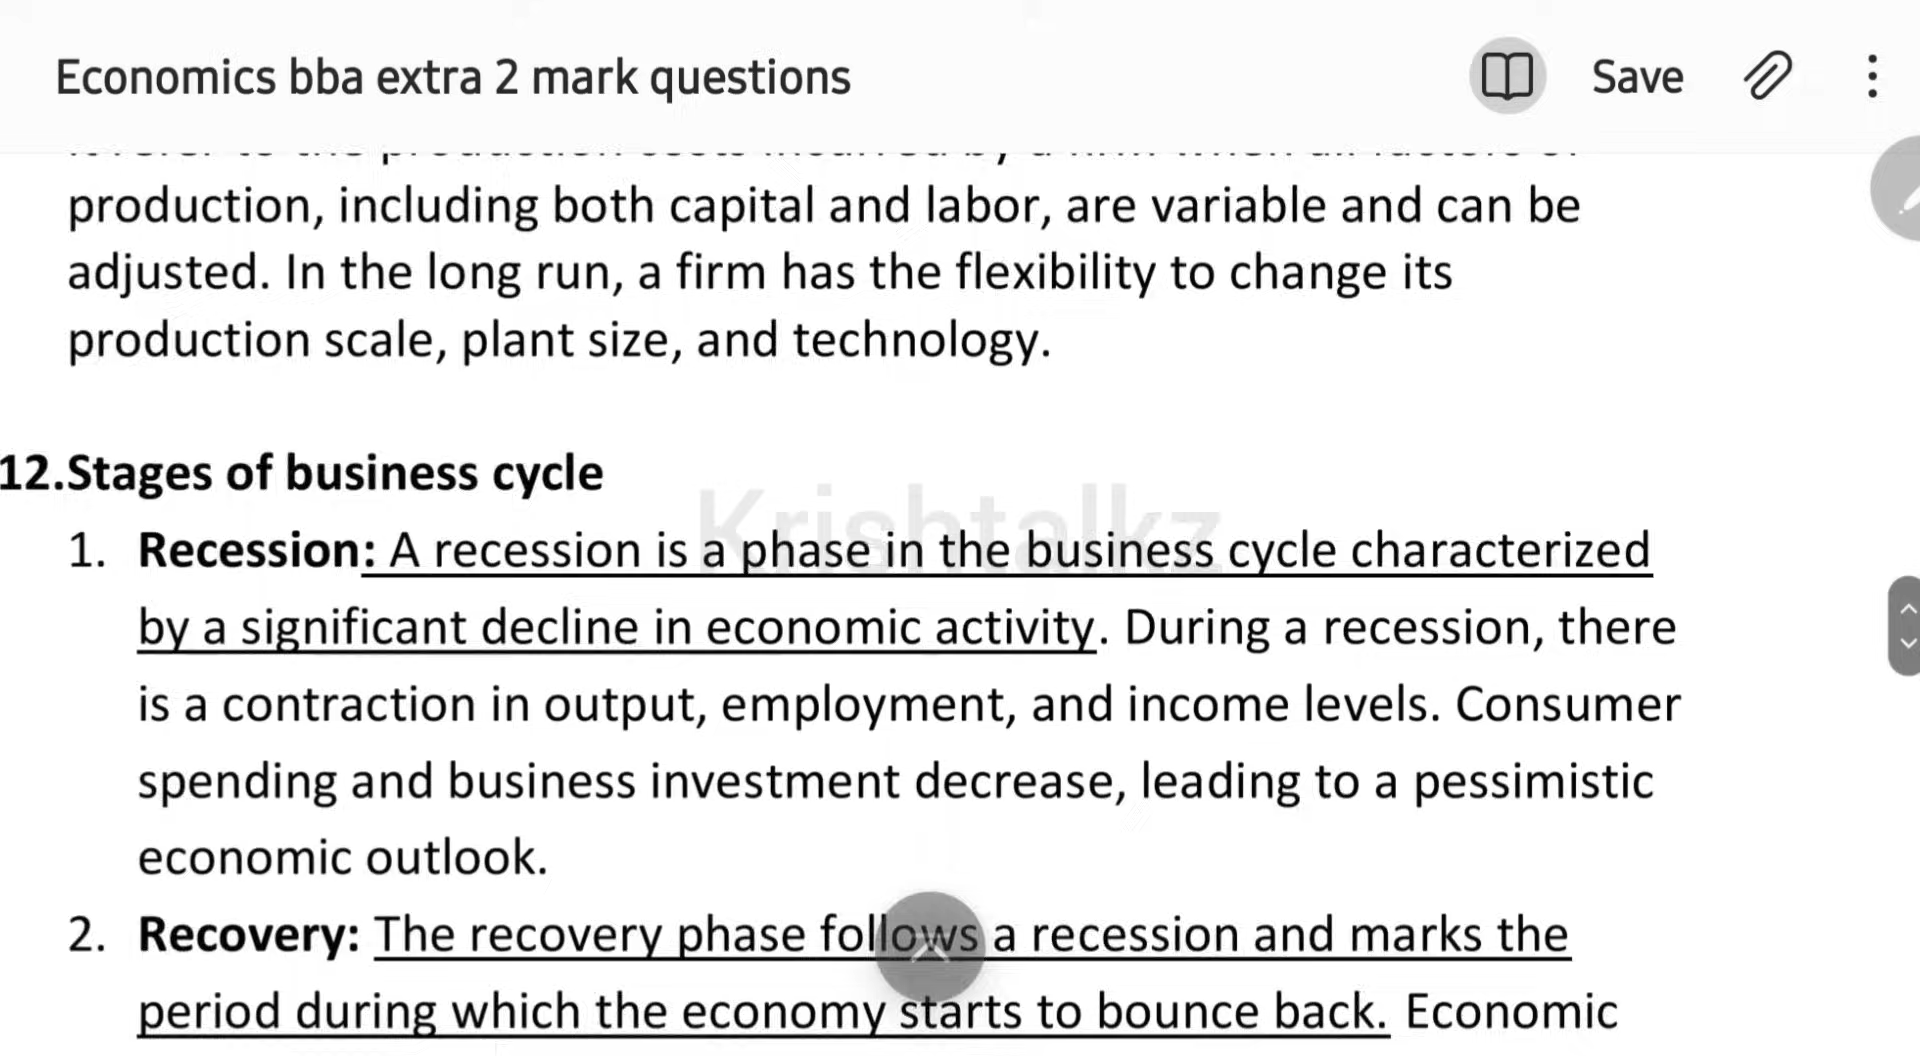 Economics bba extra 2 mark questions
Save
production, including both capital and labor, are variable and can be
adjusted. In the long run, a firm has the flexibility to change its
production scale, plant size, and technology.
12.Stages of business cycle
Krishtalkz
1. Recession: A recession is a phase in the business cycle characterized
by a significant decline in economic activity. During a recession, there
is a contraction in output, employment, and income levels. Consumer
spending and business investment decrease, leading to a pessimistic
economic outlook.
2. Recovery: The recovery phase follows a recession and marks the
period during which the economy starts to bounce back. Economic